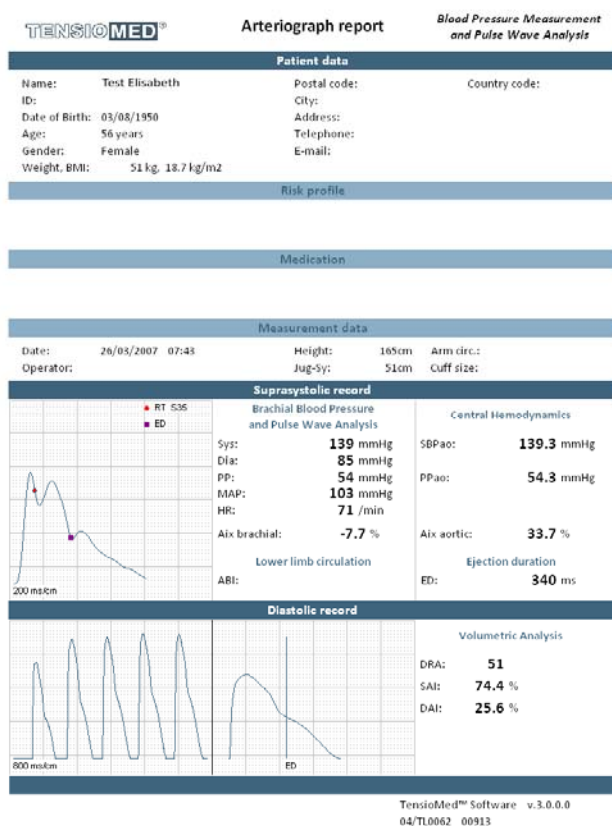 TENSIOMED®
Arteriograph report
Blood Pressure Measurement
and Pulse Wave Analysis
Patient data
Name: Test Elisabeth Postal code: Country code:
ID: City:
Date of Birth: 03/08/1950 Address:
Age: 56 years Telephone:
Gender: Female E-mail:
Weight, BMI: 51 kg, 18.7 kg/m2
Risk profile
Medication
Measurement data
Date: 26/03/2007 07:43 Height: 165cm Arm circ.:
Operator: Jug-Sy: 51cm Cuff size:
Suprasystolic record
RT S35
ED
200 ms/cm
Brachial Blood Pressure
and Pulse Wave Analysis
Sys: 139 mmHg
Dia: 85 mmHg
PP: 54 mmHg
MAP: 103 mmHg
HR: 71 /min
Aix brachial: -7.7 %
Lower limb circulation
ABI:
Central Hemodynamics
SBPao: 139.3 mmHg
PPao: 54.3 mmHg
Aix aortic: 33.7 %
Ejection duration
ED: 340 ms
Diastolic record
800 ms/cm
ED
Volumetric Analysis
DRA: 51
SAI: 74.4 %
DAI: 25.6 %
TensioMed™ Software v.3.0.0.0
04/TL0062 00913